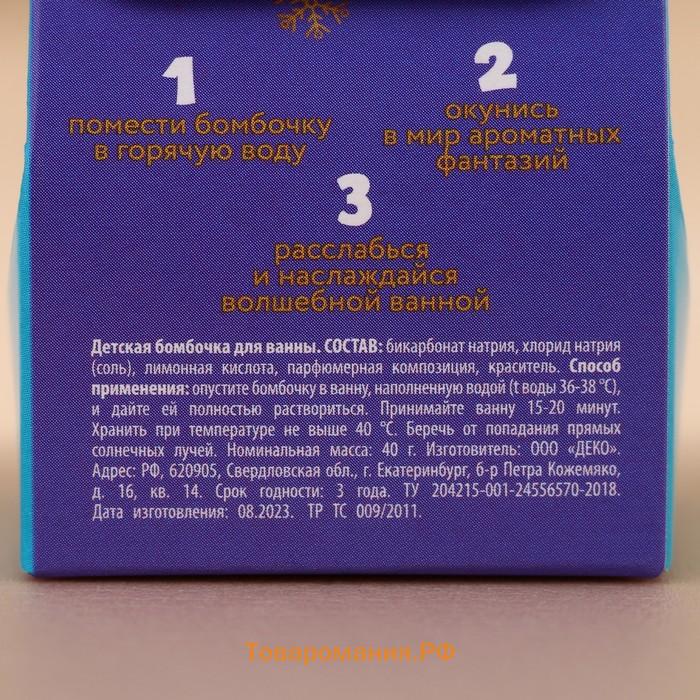 1
помести бомбочку
в горячую воду
2
окунись
в мир ароматных
фантазий
3
расслабься
и наслаждайся
волшебной ванной
Детская бомбочка для ванны. СОСТАВ: бикарбонат натрия, хлорид натрия
(соль), лимонная кислота, парфюмерная композиция, краситель. Способ
применения: опустите бомбочку в ванну, наполненную водой (t воды 36-38 °С),
и дайте ей полностью раствориться. Принимайте ванну 15-20 минут.
Хранить при температуре не выше 40 °С. Беречь от попадания прямых
солнечных лучей. Номинальная масса: 40 г. Изготовитель: ООО «ДЕКО».
Адрес: РФ, 620905, Свердловская обл., г. Екатеринбург, б-р Петра Кожемяко,
д. 16, кв. 14. Срок годности: 3 года. ТУ 204215-001-24556570-2018.
Дата изготовления: 08.2023. ТР ТС 009/2011.
Товаромания.РФ